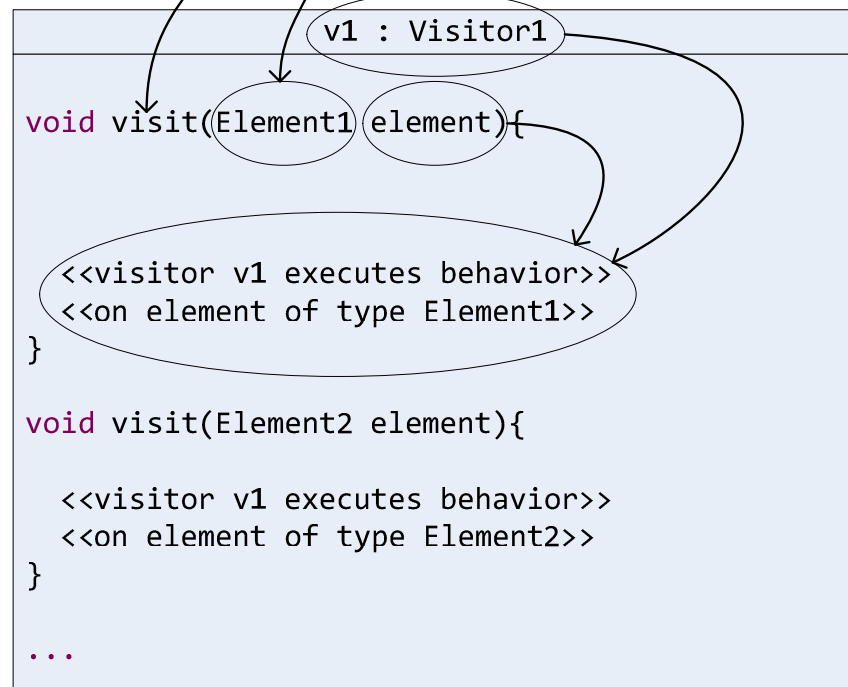 v1 : Visitor1
void visit(Element1 element){
<<visitor v1 executes behavior>>
<<on element of type Element1>>
}
void visit(Element2 element){
<<visitor v1 executes behavior>>
<<on element of type Element2>>
}
...